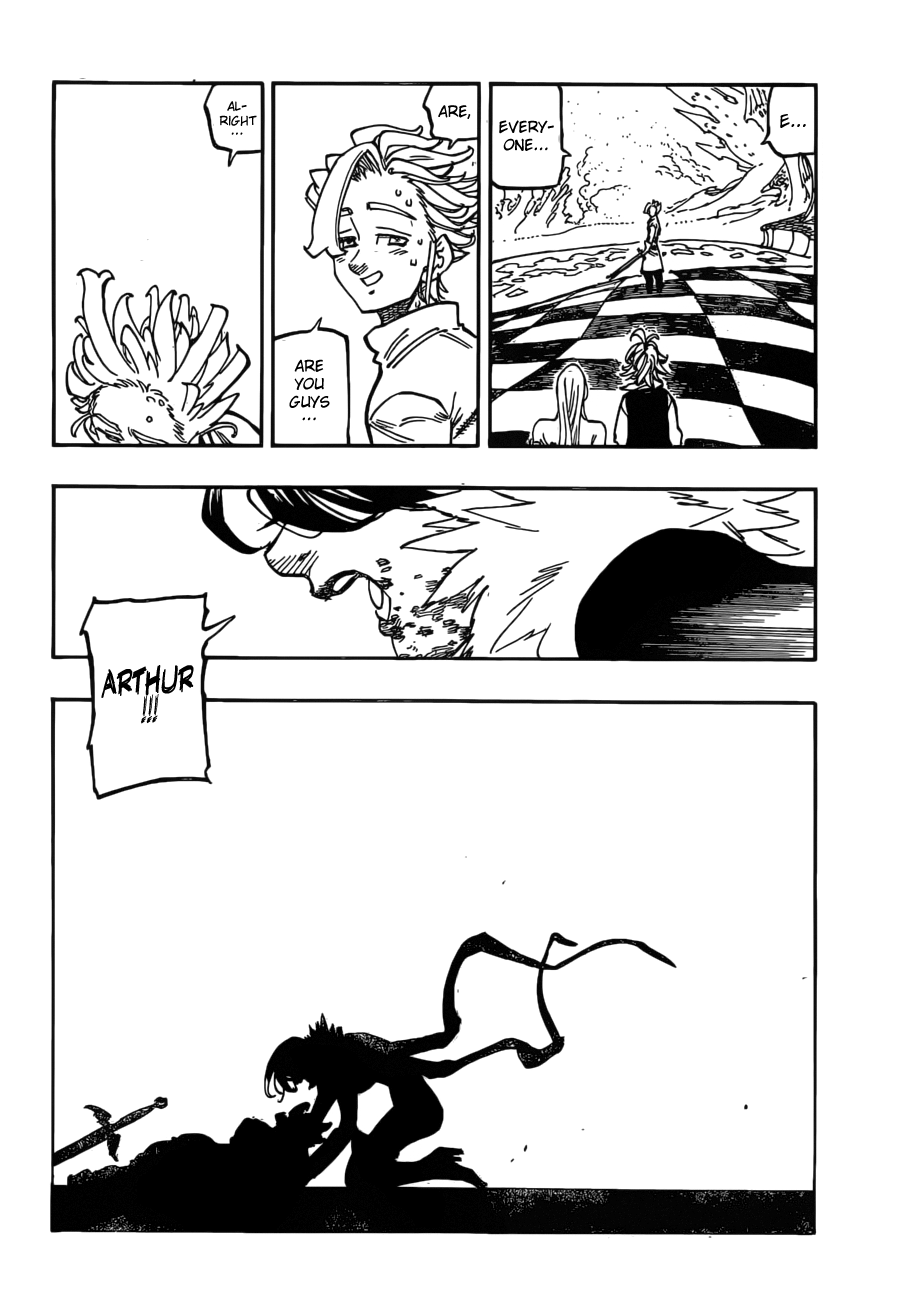 E...
EVERY-
ONE...
ARE,
ARE
YOU
GUYS
...
AL-
RIGHT
...
ARTHUR
!!!